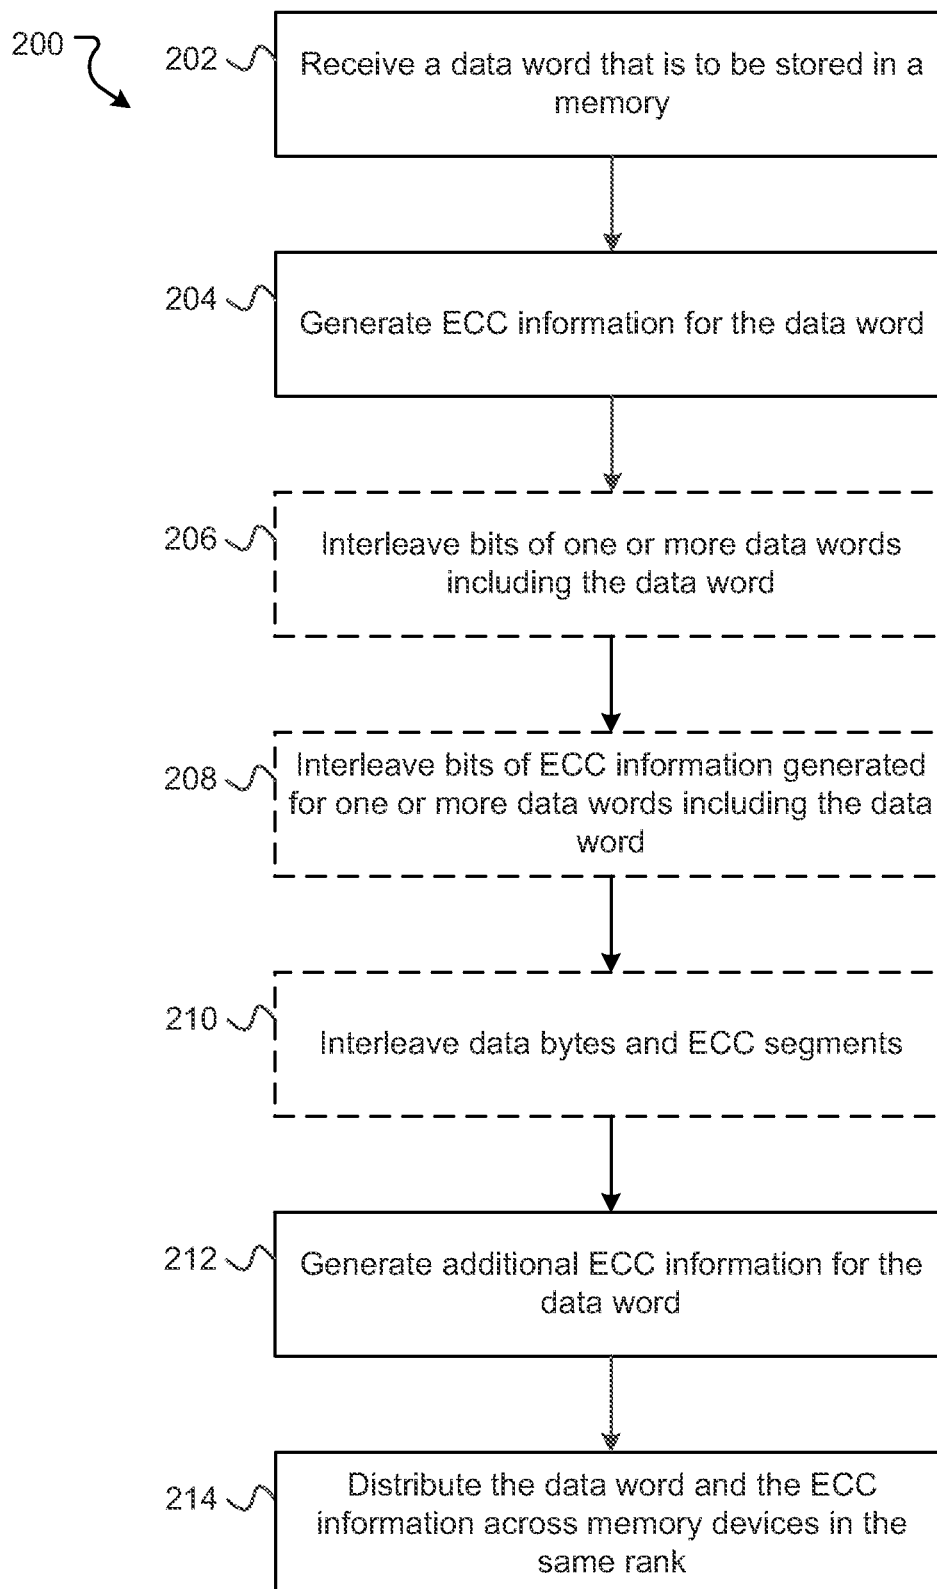 200
202
Receive a data word that is to be stored in a
memory
204
Generate ECC information for the data word
206
Interleave bits of one or more data words
including the data word
208
Interleave bits of ECC information generated
for one or more data words including the data
word
210
Interleave data bytes and ECC segments
212
Generate additional ECC information for the
data word
214
Distribute the data word and the ECC
information across memory devices in the
same rank